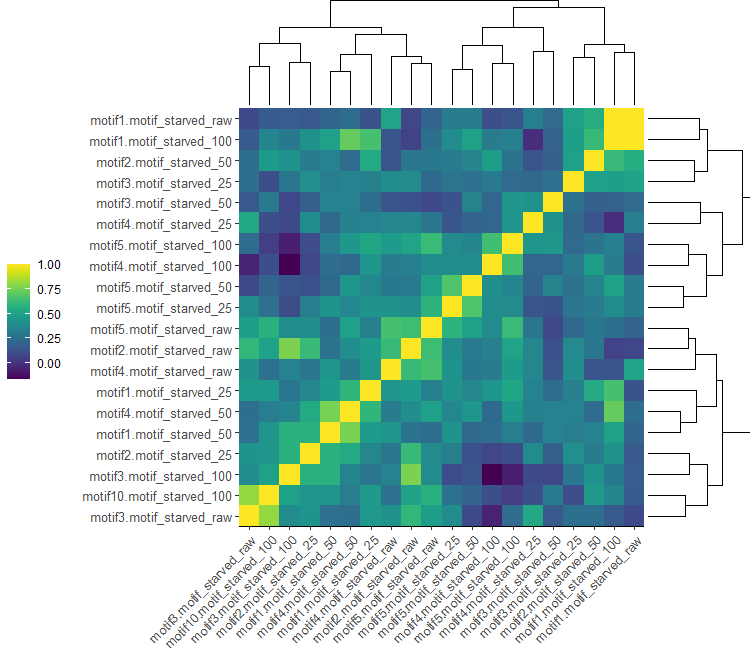 motif1.motif_starved_raw
motif1.motif_starved_100
motif2.motif_starved_50
motif3.motif_starved_25
motif3.motif_starved_50
motif4.motif_starved_25
motif5.motif_starved_100
motif4.motif_starved_100
motif5.motif_starved_50
motif5.motif_starved_25
motif5.motif_starved_raw
motif2.motif_starved_raw
motif4.motif_starved_raw
motif1.motif_starved_25
motif4.motif_starved_50
motif1.motif_starved_50
motif2.motif_starved_25
motif3.motif_starved_100
motif10.motif_starved_100
motif3.motif_starved_raw
1.00
0.75
0.50
0.25
0.00
motif3.motif_starved_raw
motif10.motif_starved_100
motif3.motif_starved_100
motif2.motif_starved_25
motif1.motif_starved_50
motif4.motif_starved_50
motif1.motif_starved_25
motif4.motif_starved_raw
motif2.motif_starved_raw
motif5.motif_starved_raw
motif5.motif_starved_25
motif5.motif_starved_50
motif4.motif_starved_100
motif5.motif_starved_100
motif4.motif_starved_25
motif3.motif_starved_50
motif3.motif_starved_25
motif2.motif_starved_50
motif1.motif_starved_100
motif1.motif_starved_raw